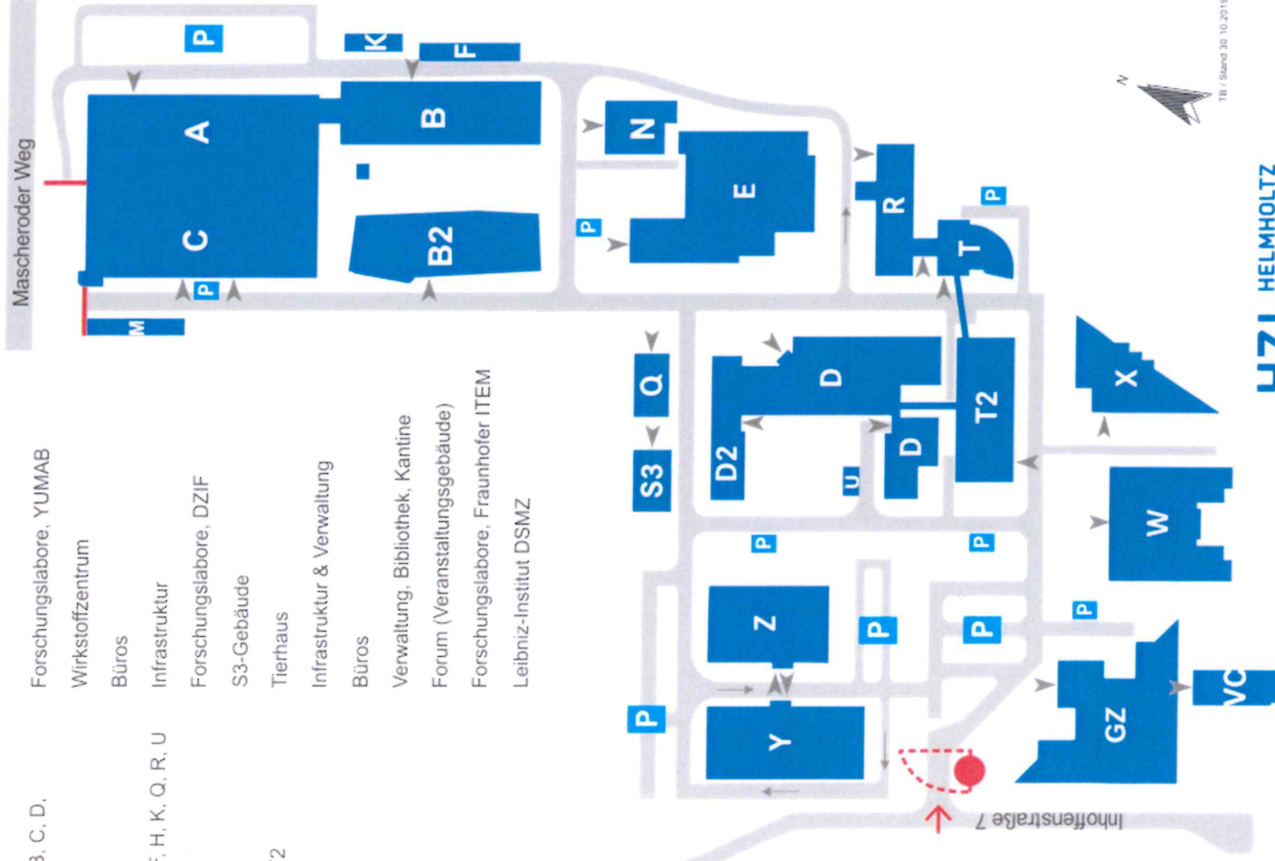 Mascheroder Weg
C, D, Forschungslabore, YUMAB
Wirkstoffzentrum
Büros
H, K, Q, R, U Infrastruktur
Forschungslabore, DZIF
S3-Gebäude
2 Tierhaus
Infrastruktur & Verwaltung
Büros
Verwaltung, Bibliothek, Kantine
Forum (Veranstaltungsgebäude)
Forschungslabore, Fraunhofer ITEM
Leibniz-Institut DSMZ
P
K
F
A
B
C
P
M
B2
N
E
P
R
T
P
Q
S3
D
D2
D
U
T2
X
W
P
P
Z
P
P
P
P
Y
GZ
VC
Inhoffenstraße 7
N
TB / Stand 30.10.2019
HZI HELMHOLTZ